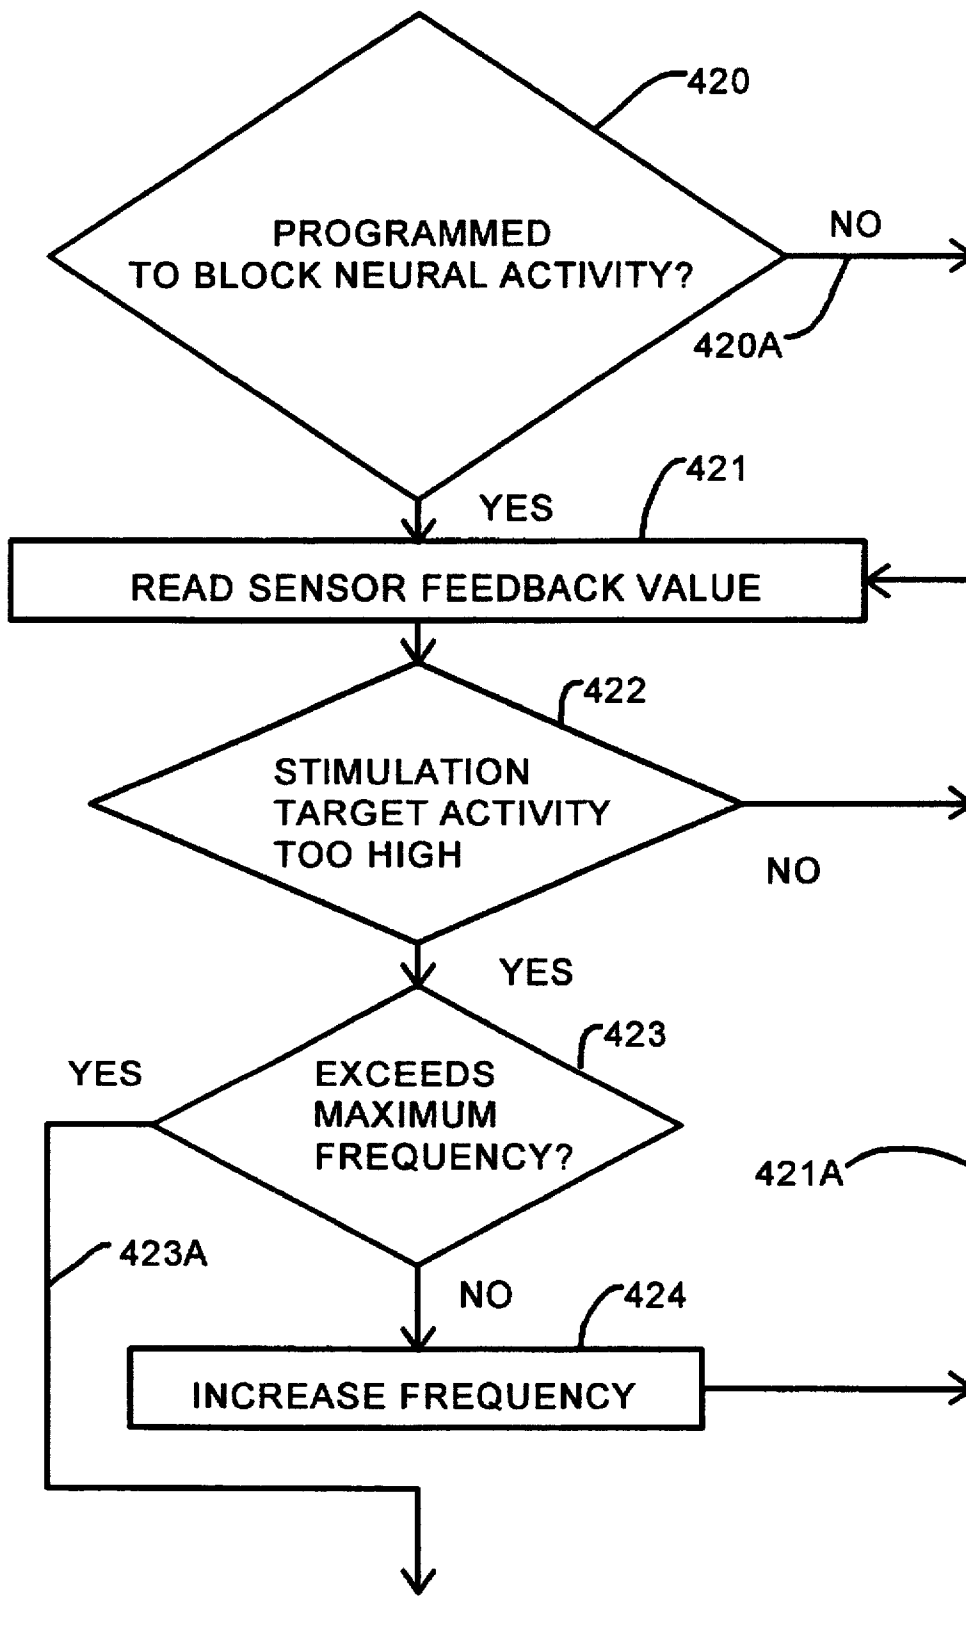 420
PROGRAMMED
TO BLOCK NEURAL ACTIVITY?
NO
420A
YES
421
READ SENSOR FEEDBACK VALUE
422
STIMULATION
TARGET ACTIVITY
TOO HIGH
NO
YES
423
YES
EXCEEDS
MAXIMUM
FREQUENCY?
421A
423A
NO
424
INCREASE FREQUENCY